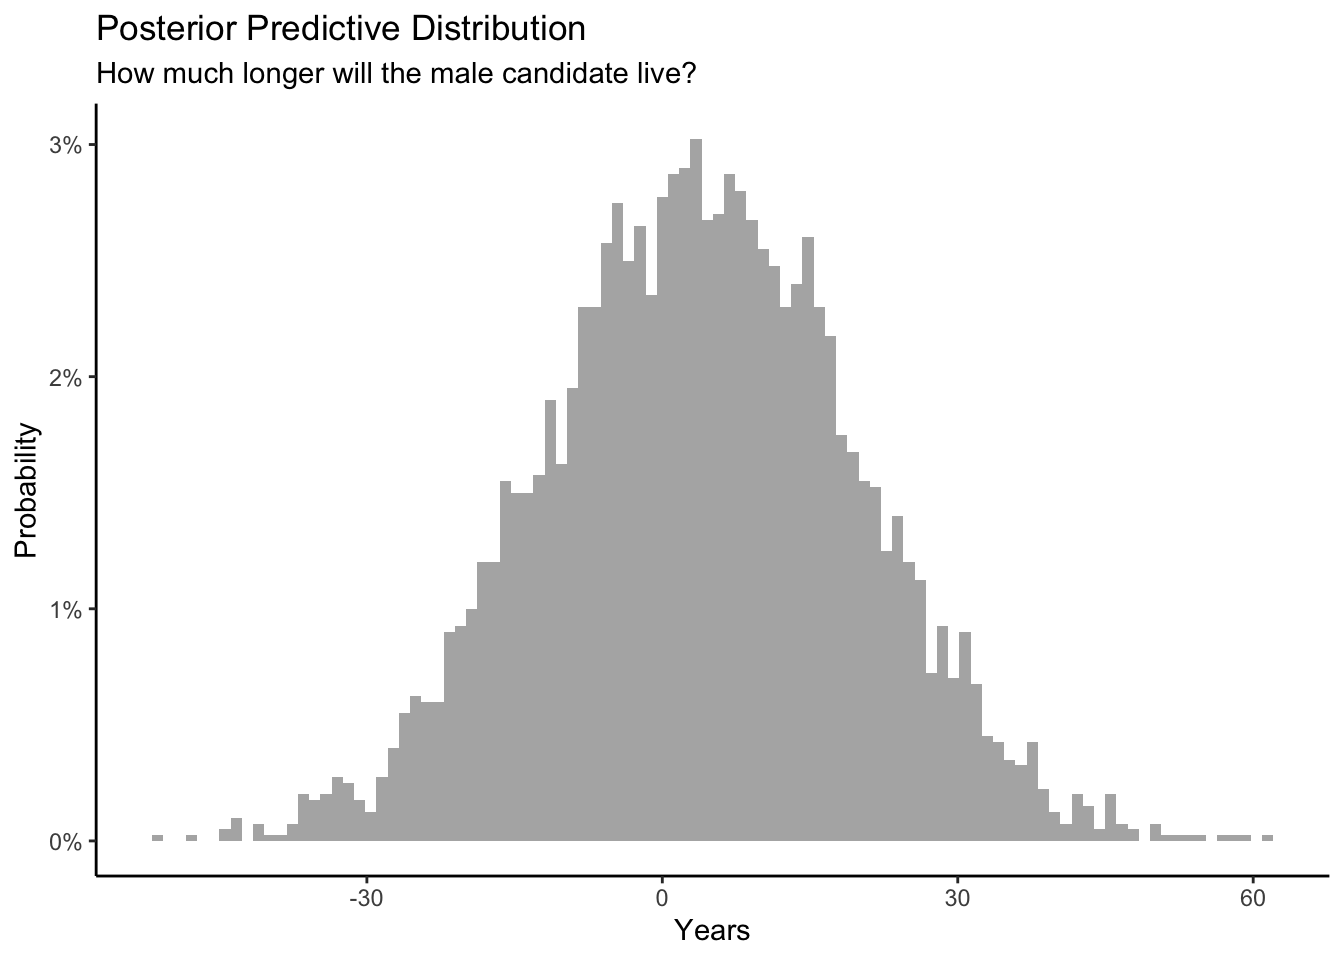 Posterior Predictive Distribution
How much longer will the male candidate live?
Probability
3%
2%
1%
0%
-30 0 30 60
Years